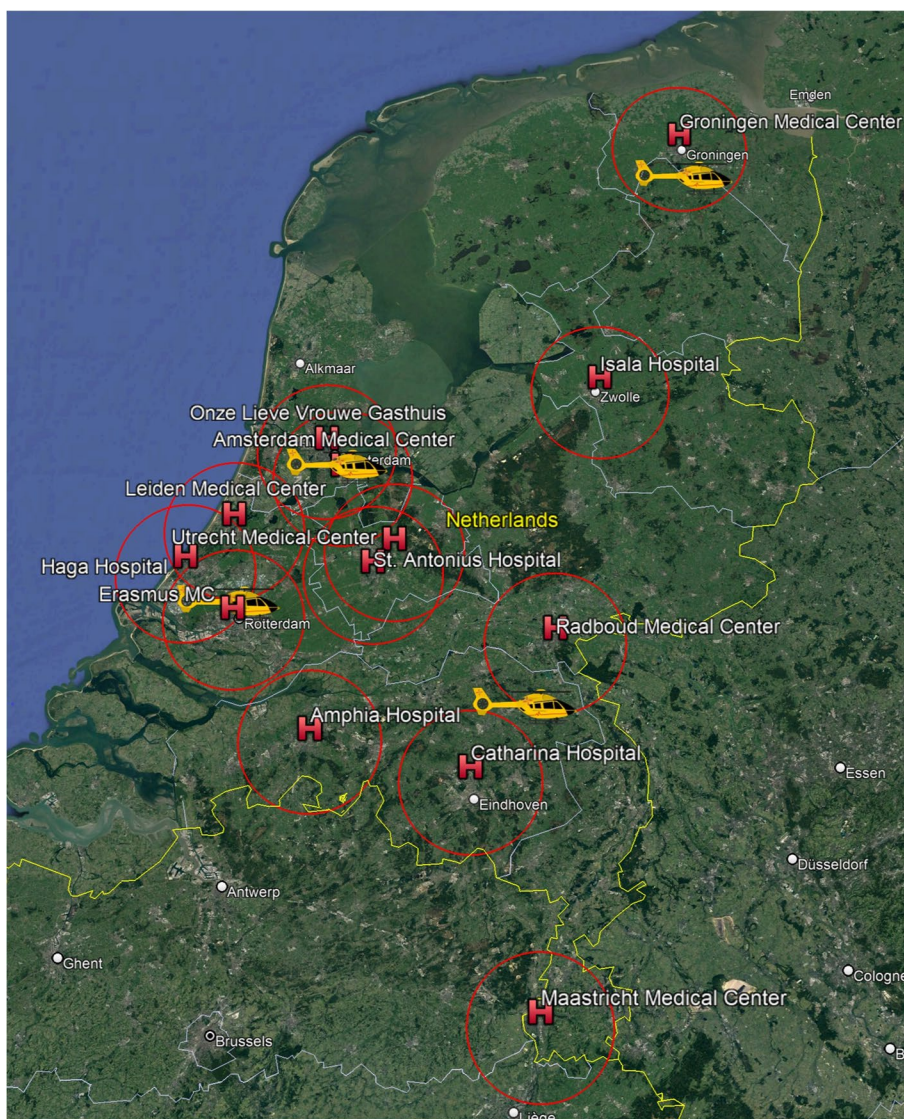 Emden
Groningen Medical Center
Groningen
Isala Hospital
Zwolle
Alkmaar
Onze Lieve Vrouwe Gasthuis
Amsterdam Medical Center
Leiden Medical Center
Netherlands
Utrecht Medical Center
St. Antonius Hospital
Haga Hospital
Erasmus MC
Rotterdam
Radboud Medical Center
Amphia Hospital
Catharina Hospital
Essen
Eindhoven
Düsseldorf
Antwerp
Ghent
Cologne
Maastricht Medical Center
Brussels
B
Liège